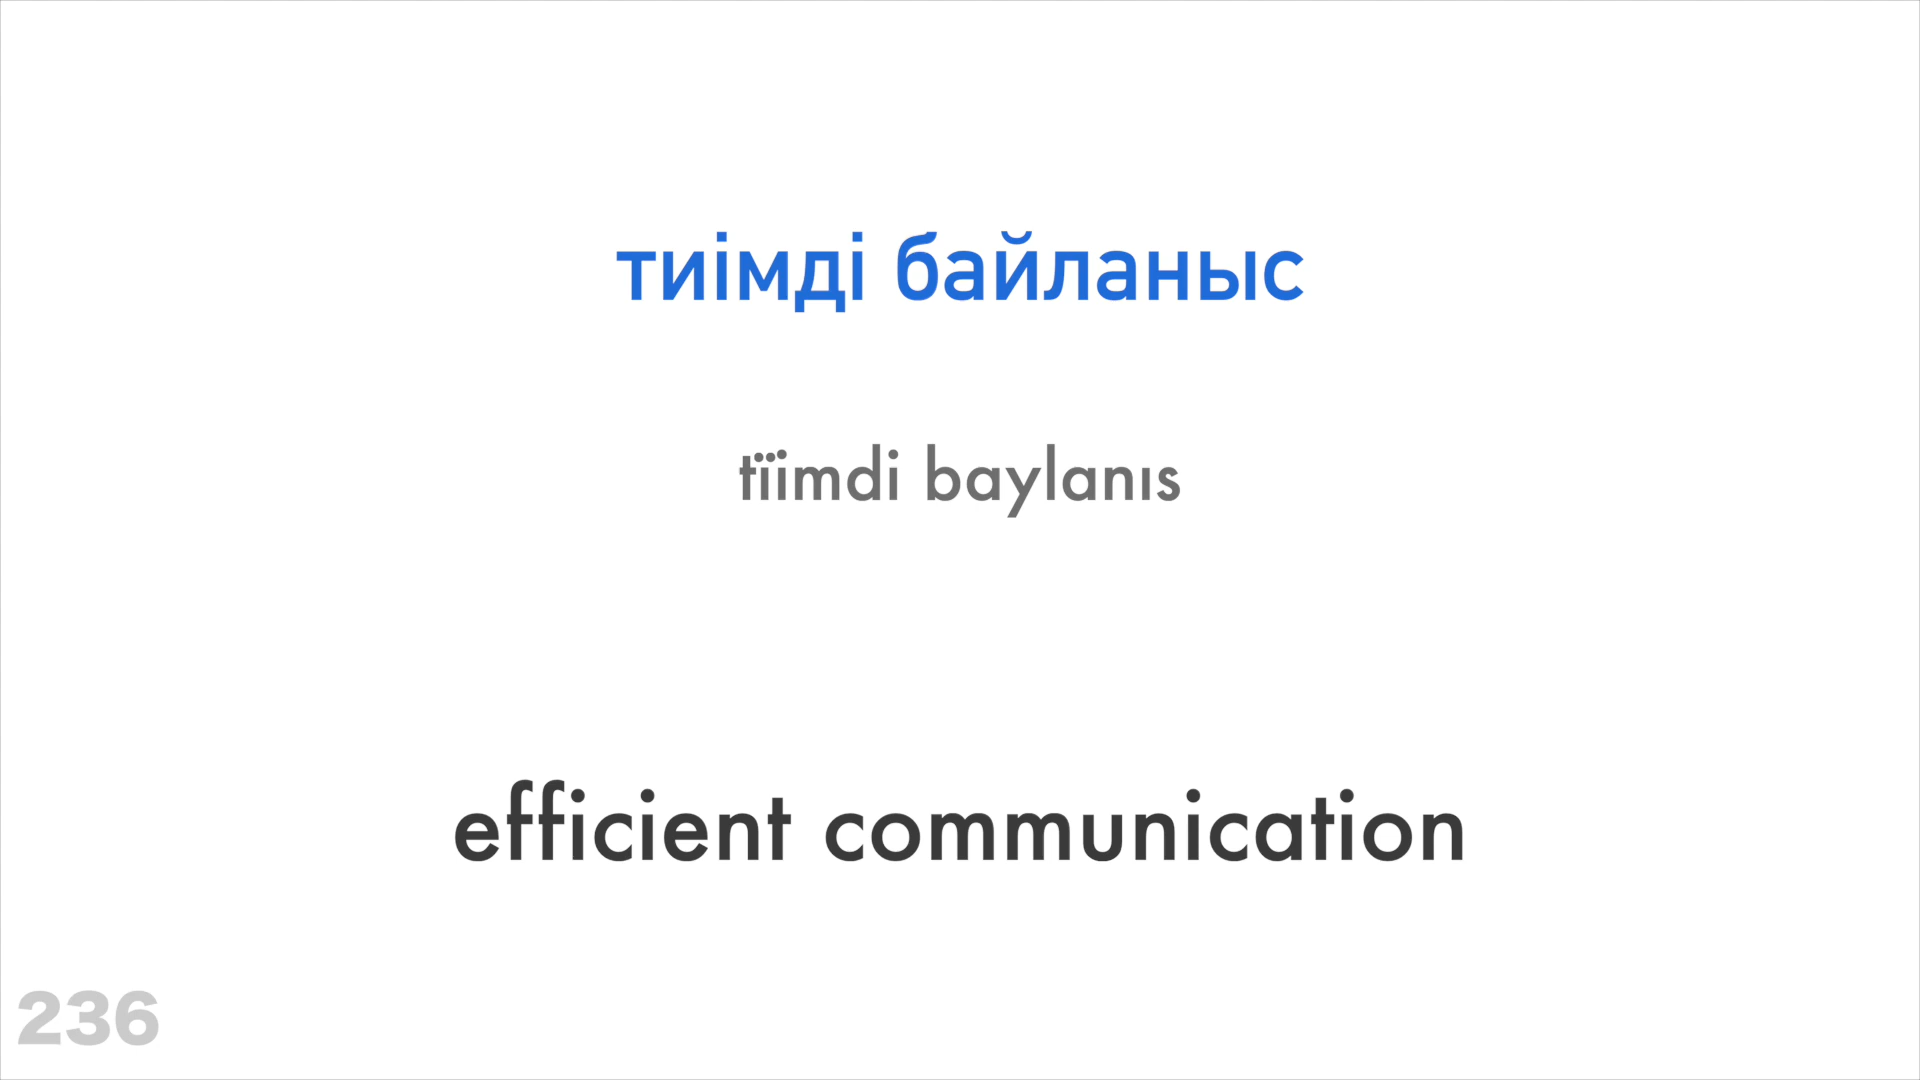 тиімді байланыс
tïimdi baylanıs
efficient communication
236